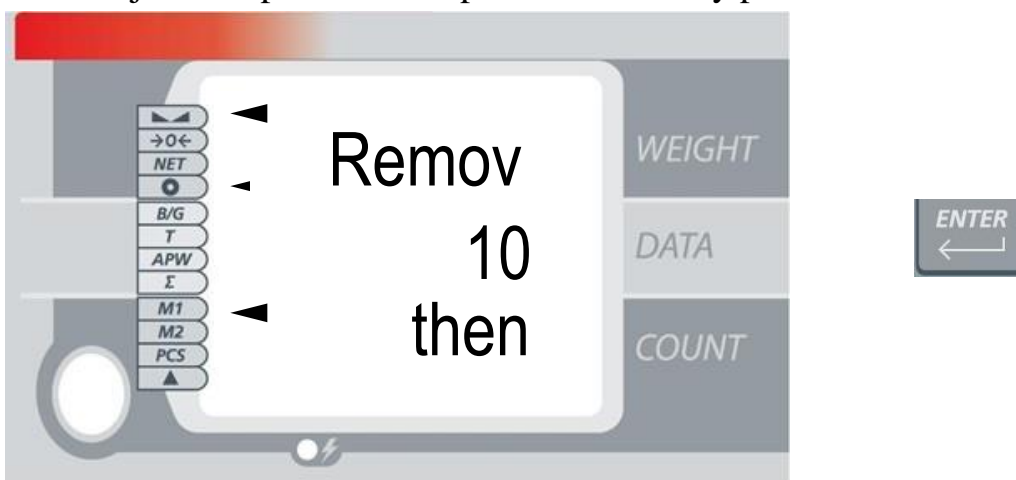 Remov
10
then
WEIGHT
DATA
COUNT
→0←
NET
B/G
T
APW
Σ
M1
M2
PCS
ENTER